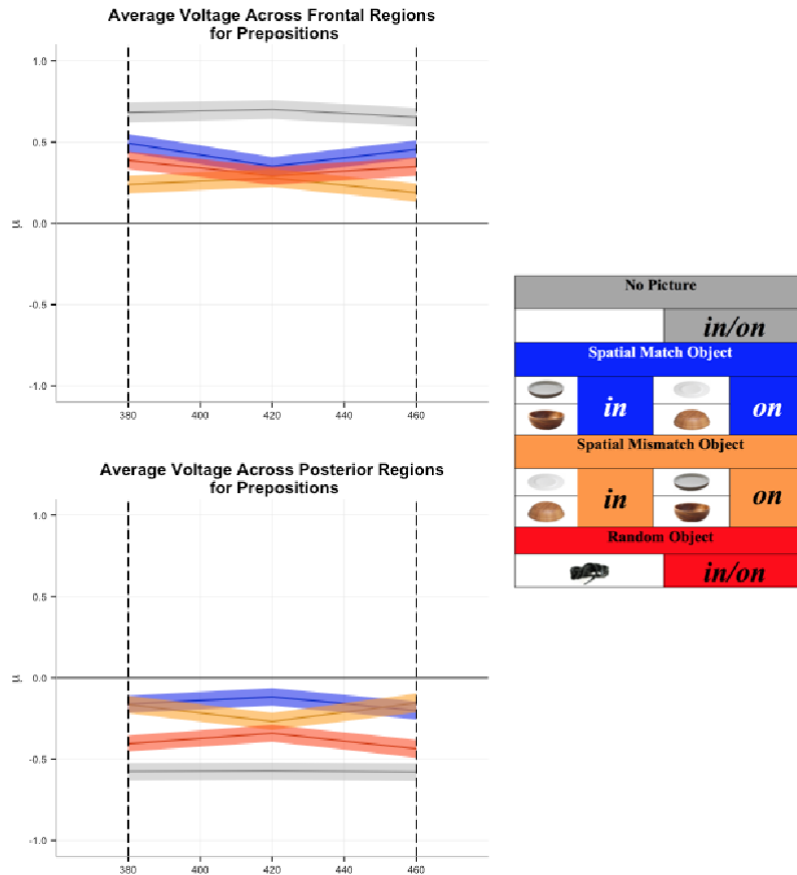 Average Voltage Across Frontal Regions
for Prepositions
1.0
0.5
0.0
-0.5
-1.0
μ
380
400
420
440
460
Average Voltage Across Posterior Regions
for Prepositions
1.0
0.5
0.0
-0.5
-1.0
μ
380
400
420
440
460
No Picture
in/on
Spatial Match Object
in on
Spatial Mismatch Object
in on
Random Object
in/on